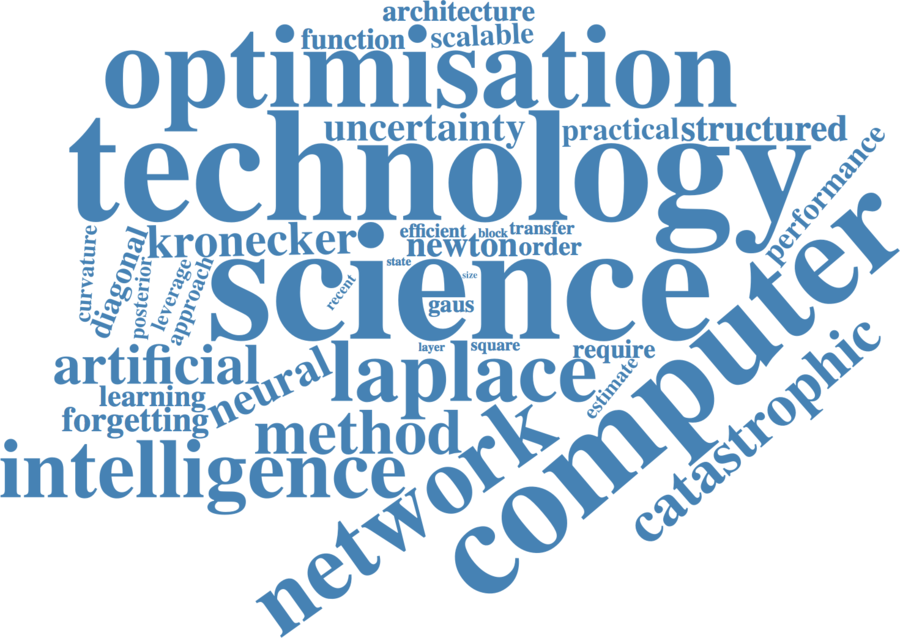 architecture
function scalable
optimisation
uncertainty practical structured
technology
performance
curvature diagonal kronecker efficient block transfer
newton order
posterior leverage approach science state size
recent gaus
computer
layer square require
artificial neural laplace estimate
learning
forgetting
method
catastrophic
intelligence
network